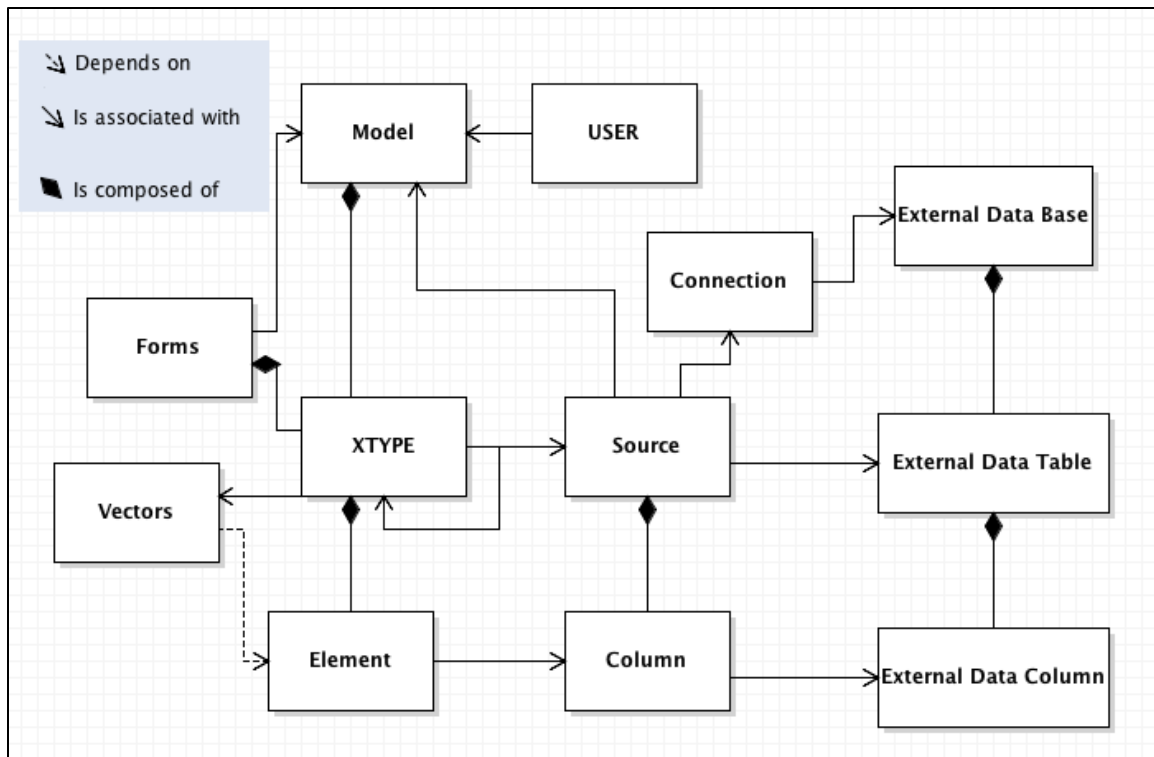 Depends on
Is associated with
Is composed of
Model
USER
External Data Base
Connection
Forms
XTYPE
Source
External Data Table
Vectors
Element
Column
External Data Column